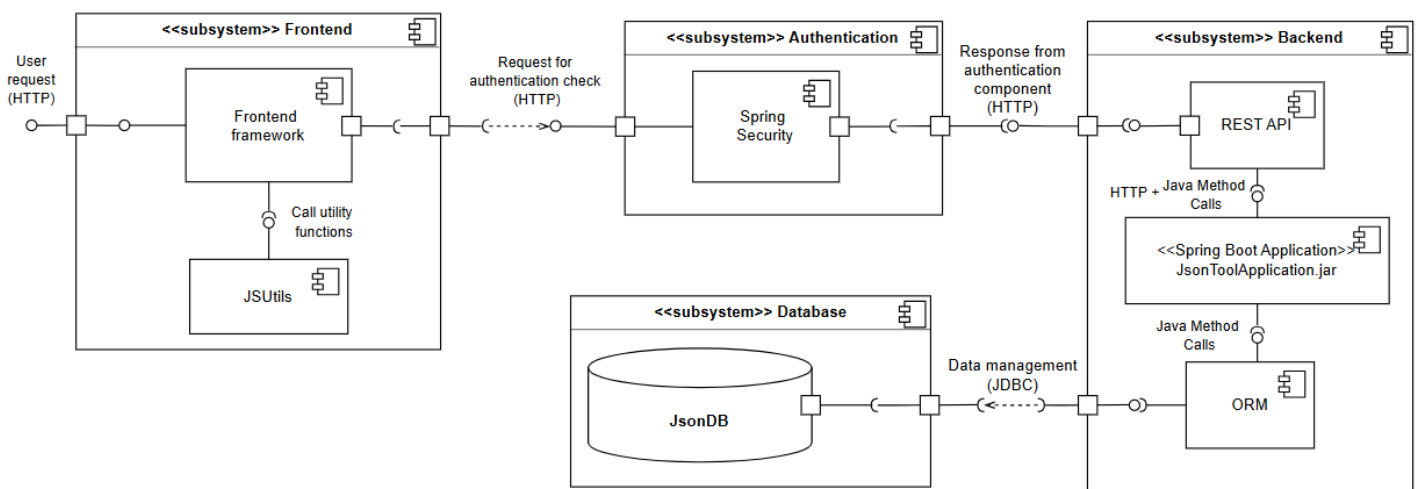 <<subsystem>> Frontend
User
request
(HTTP)
Frontend
framework
Call utility
functions
JSUtils
Request for
authentication check
(HTTP)
<<subsystem>> Authentication
Spring
Security
Response from
authentication
component
(HTTP)
<<subsystem>> Backend
REST API
HTTP + Java Method
Calls
<<Spring Boot Application>>
JsonToolApplication.jar
Java Method
Calls
ORM
Data management
(JDBC)
<<subsystem>> Database
JsonDB